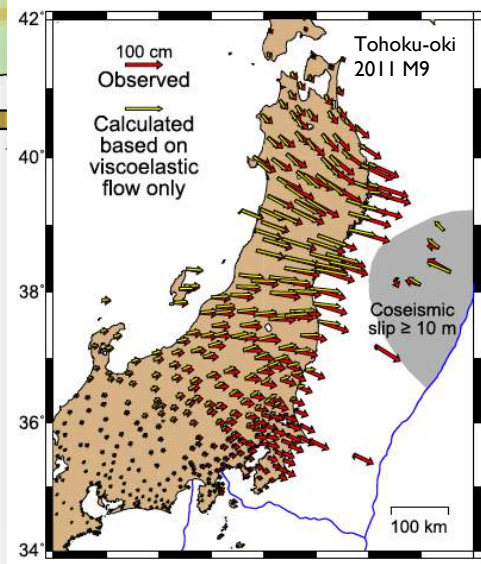 42°
100 cm
Observed
Calculated
based on
viscoelastic
flow only
Tohoku-oki
2011 M9
40°
38°
Coseismic
slip ≥ 10 m
36°
100 km
34°